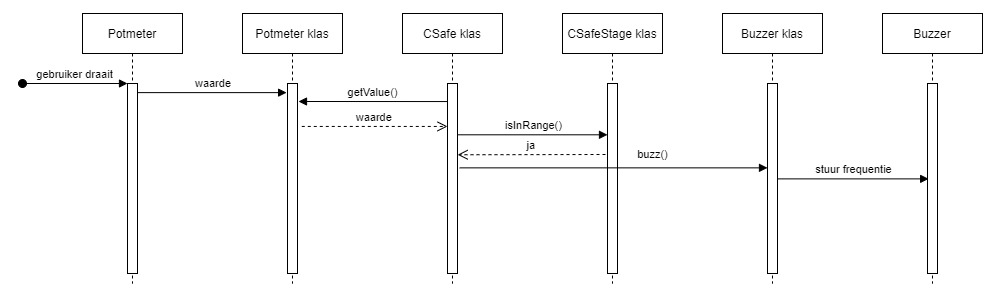 Potmeter
Potmeter klas
CSafe klas
CSafeStage klas
Buzzer klas
Buzzer
gebruiker draait
waarde
getValue()
waarde
isInRange()
ja
buzz()
stuur frequentie